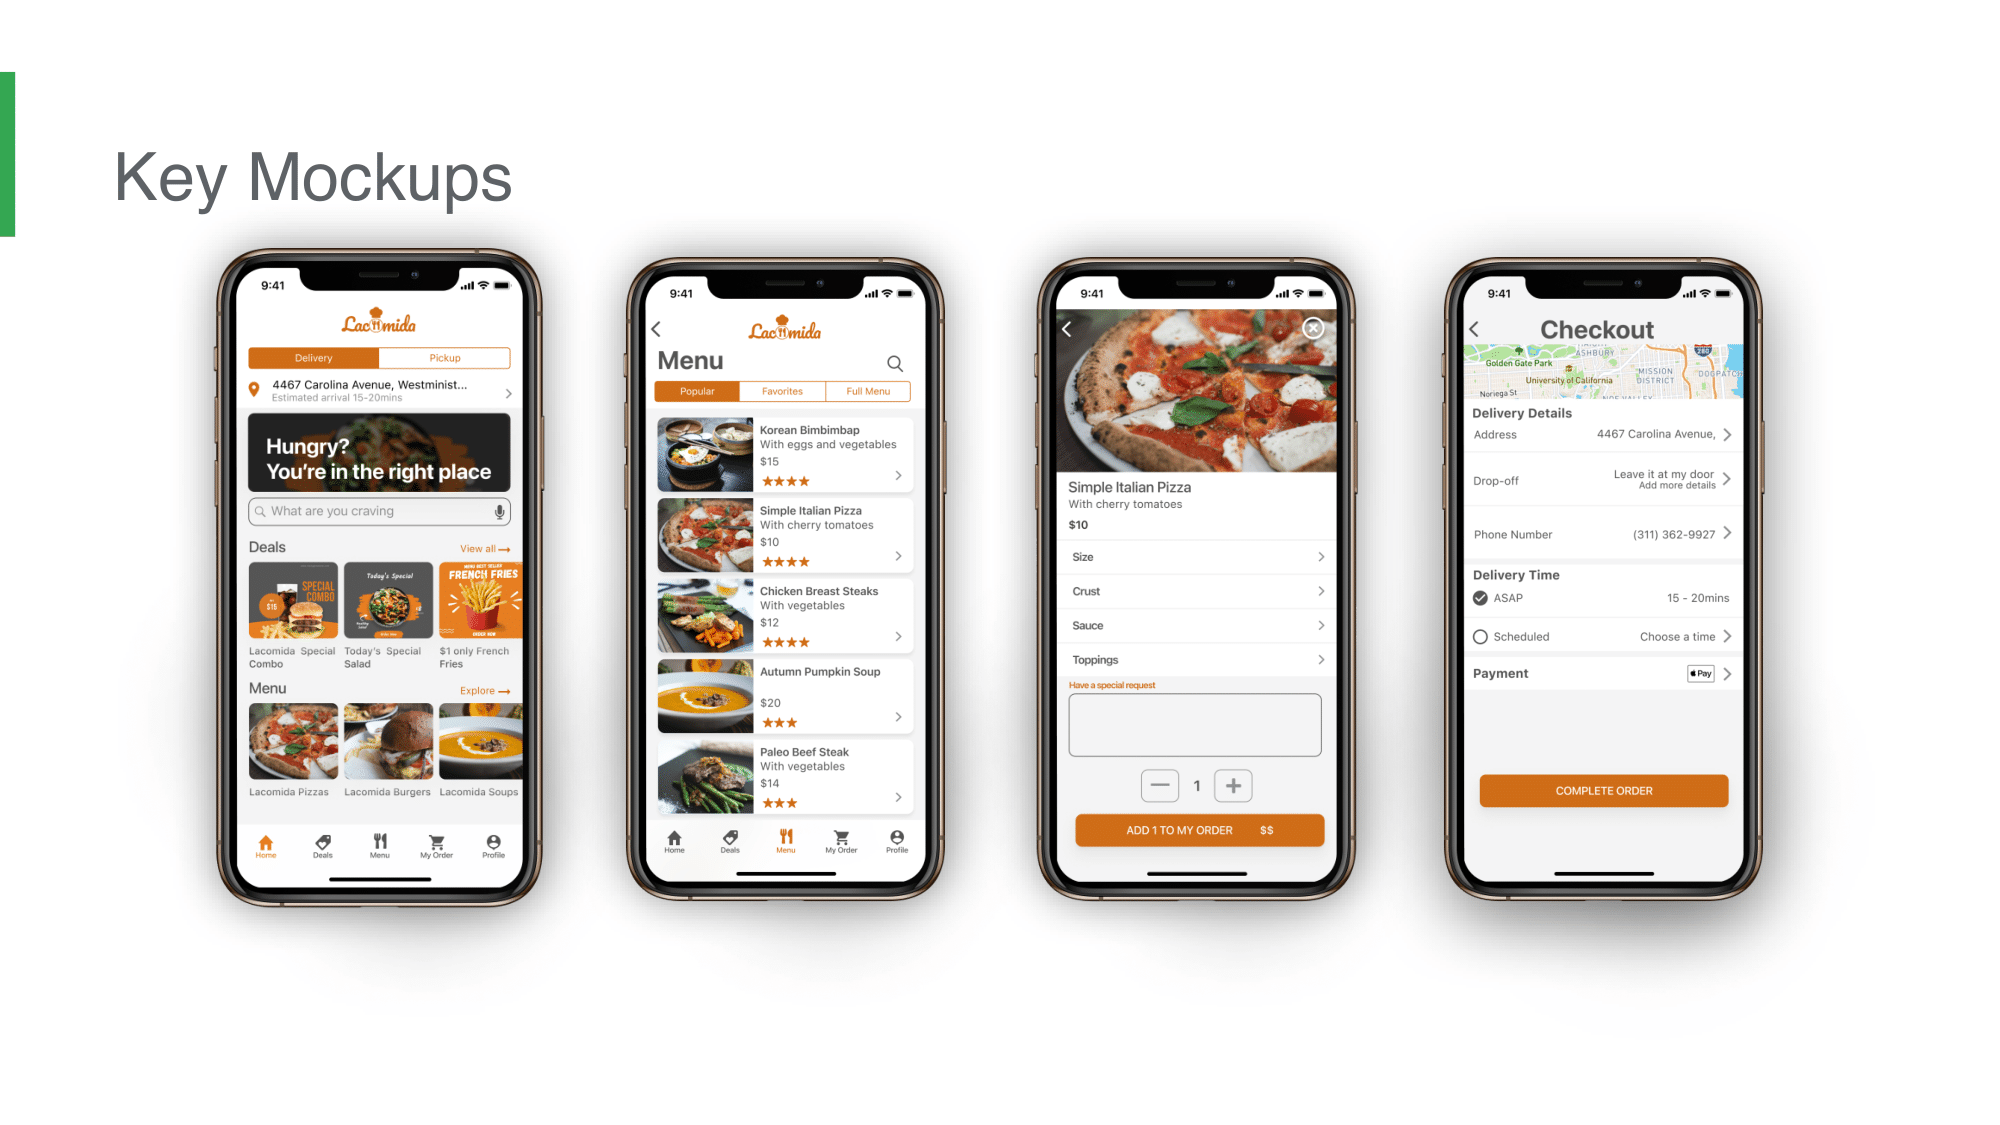 Key Mockups
9:41
Lacomida
Delivery
Pickup
4467 Carolina Avenue, Westminist...
Estimated arrival 15-20mins
Hungry?
You're in the right place
What are you craving
Deals
View all
SPECIAL
COMBO
$15
Today's Special
MENU BEST SELLER
FRENCH FRIES
ORDER NOW
Lacomida Special
Combo
Today's Special
Salad
$1 only French
Fries
Menu
Explore
Lacomida Pizzas
Lacomida Burgers
Lacomida Soups
Home
Deals
Menu
My Order
Profile
9:41
Lacomida
Menu
Popular
Favorites
Full Menu
Korean Bimbimbap
With eggs and vegetables
$15
Simple Italian Pizza
With cherry tomatoes
$10
Chicken Breast Steaks
With vegetables
$12
Autumn Pumpkin Soup
$20
Paleo Beef Steak
With vegetables
$14
Home
Deals
Menu
My Order
Profile
9:41
Simple Italian Pizza
With cherry tomatoes
$10
Size
Crust
Sauce
Toppings
Have a special request
1
ADD 1 TO MY ORDER $$
9:41
Checkout
ASHBURY
280
Golden Gate Park
MISSION
DISTRICT
DOGPATCH
University of California
Noriega St
NOE VALLEY
Delivery Details
Address
4467 Carolina Avenue,
Drop-off
Leave it at my door
Add more details
Phone Number
(311) 362-9927
Delivery Time
ASAP
15 - 20mins
Scheduled
Choose a time
Payment
Pay
COMPLETE ORDER